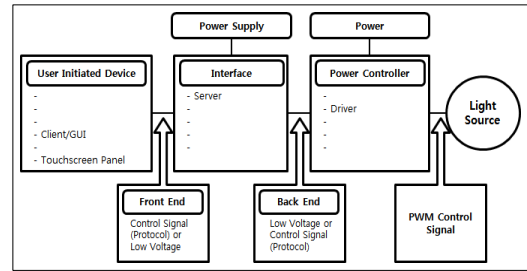 Power Supply
Power
User Initiated Device
-
-
-
- Client/GUI
-
- Touchscreen Panel
Interface
- Server
-
-
-
-
Power Controller
-
- Driver
-
-
-
Light
Source
Front End
Control Signal
(Protocol) or
Low Voltage
Back End
Low Voltage or
Control Signal
(Protocol)
PWM Control
Signal